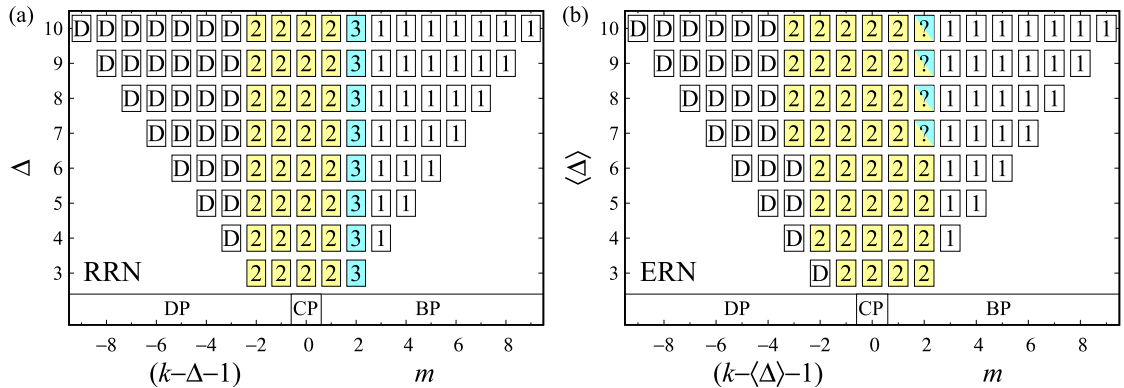 (a)
10 D D D D D D D 2 2 2 2 3 1 1 1 1 1 1 1
9 D D D D D D 2 2 2 2 3 1 1 1 1 1 1
8 D D D D D 2 2 2 2 3 1 1 1 1 1
7 D D D D 2 2 2 2 3 1 1 1 1
6 D D D 2 2 2 2 3 1 1 1
5 D D 2 2 2 2 3 1 1
4 D 2 2 2 2 3 1
3 2 2 2 2 3
Δ
RRN
DP CP BP
−8 −6 −4 −2 0 2 4 6 8
(k−Δ−1) m
(b)
10 D D D D D D 2 2 2 2 2 ? 1 1 1 1 1 1 1
9 D D D D D 2 2 2 2 2 ? 1 1 1 1 1 1
8 D D D D 2 2 2 2 2 ? 1 1 1 1 1
7 D D D 2 2 2 2 2 ? 1 1 1 1
6 D D D 2 2 2 2 2 1 1 1
5 D D 2 2 2 2 2 1 1
4 D 2 2 2 2 2 1
3 D 2 2 2 2
⟨Δ⟩
ERN
DP CP BP
−8 −6 −4 −2 0 2 4 6 8
(k−⟨Δ⟩−1) m